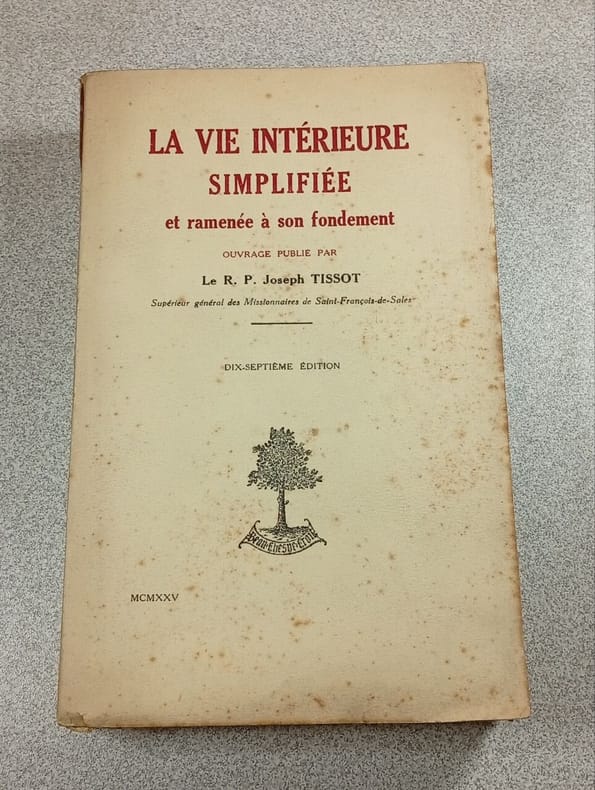 LA VIE INTÉRIEURE
SIMPLIFIÉE
et ramenée à son fondement
OUVRAGE PUBLIÉ PAR
Le R. P. Joseph TISSOT
Supérieur général des Missionnaires de Saint-François-de-Sales
DIX-SEPTIÈME ÉDITION
MCMXXV